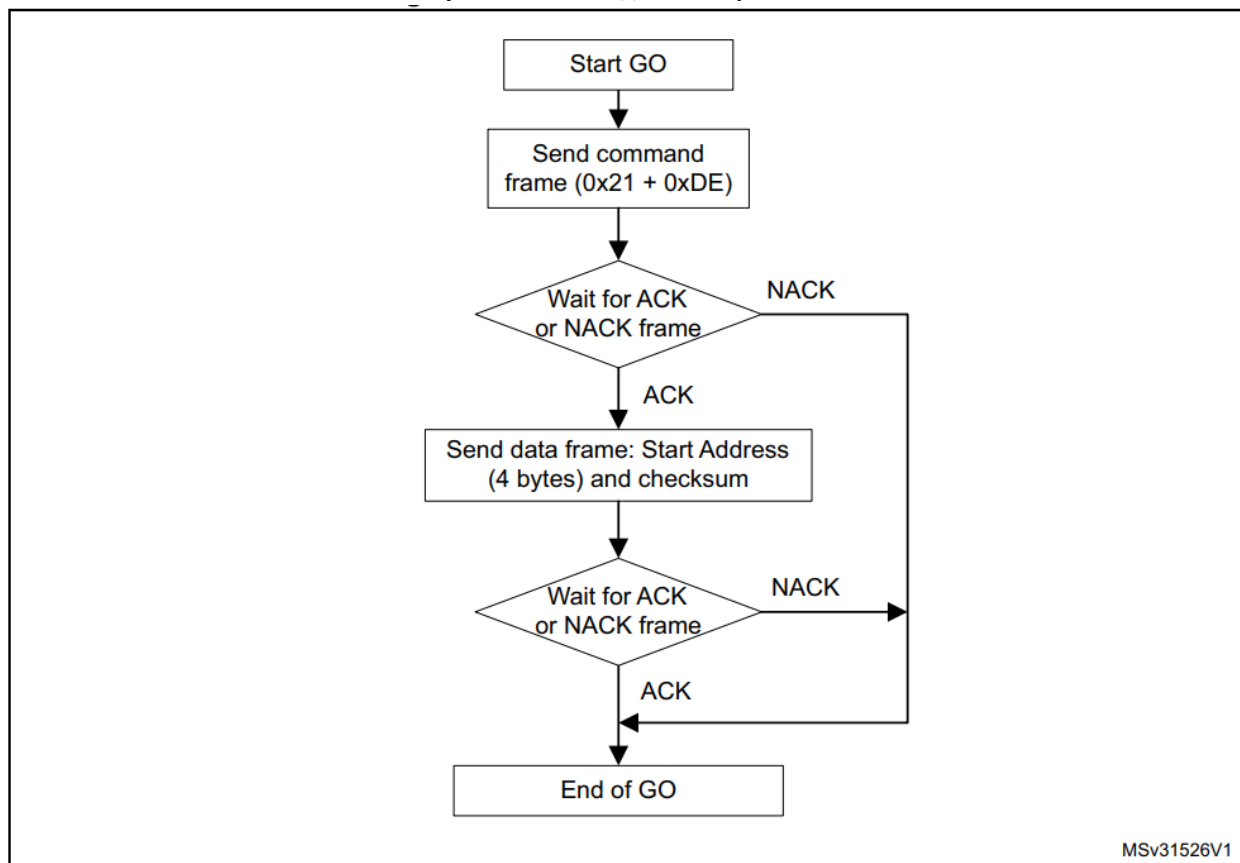 Start GO
Send command
frame (0x21 + 0xDE)
Wait for ACK
or NACK frame
NACK
ACK
Send data frame: Start Address
(4 bytes) and checksum
Wait for ACK
or NACK frame
NACK
ACK
End of GO
MSv31526V1